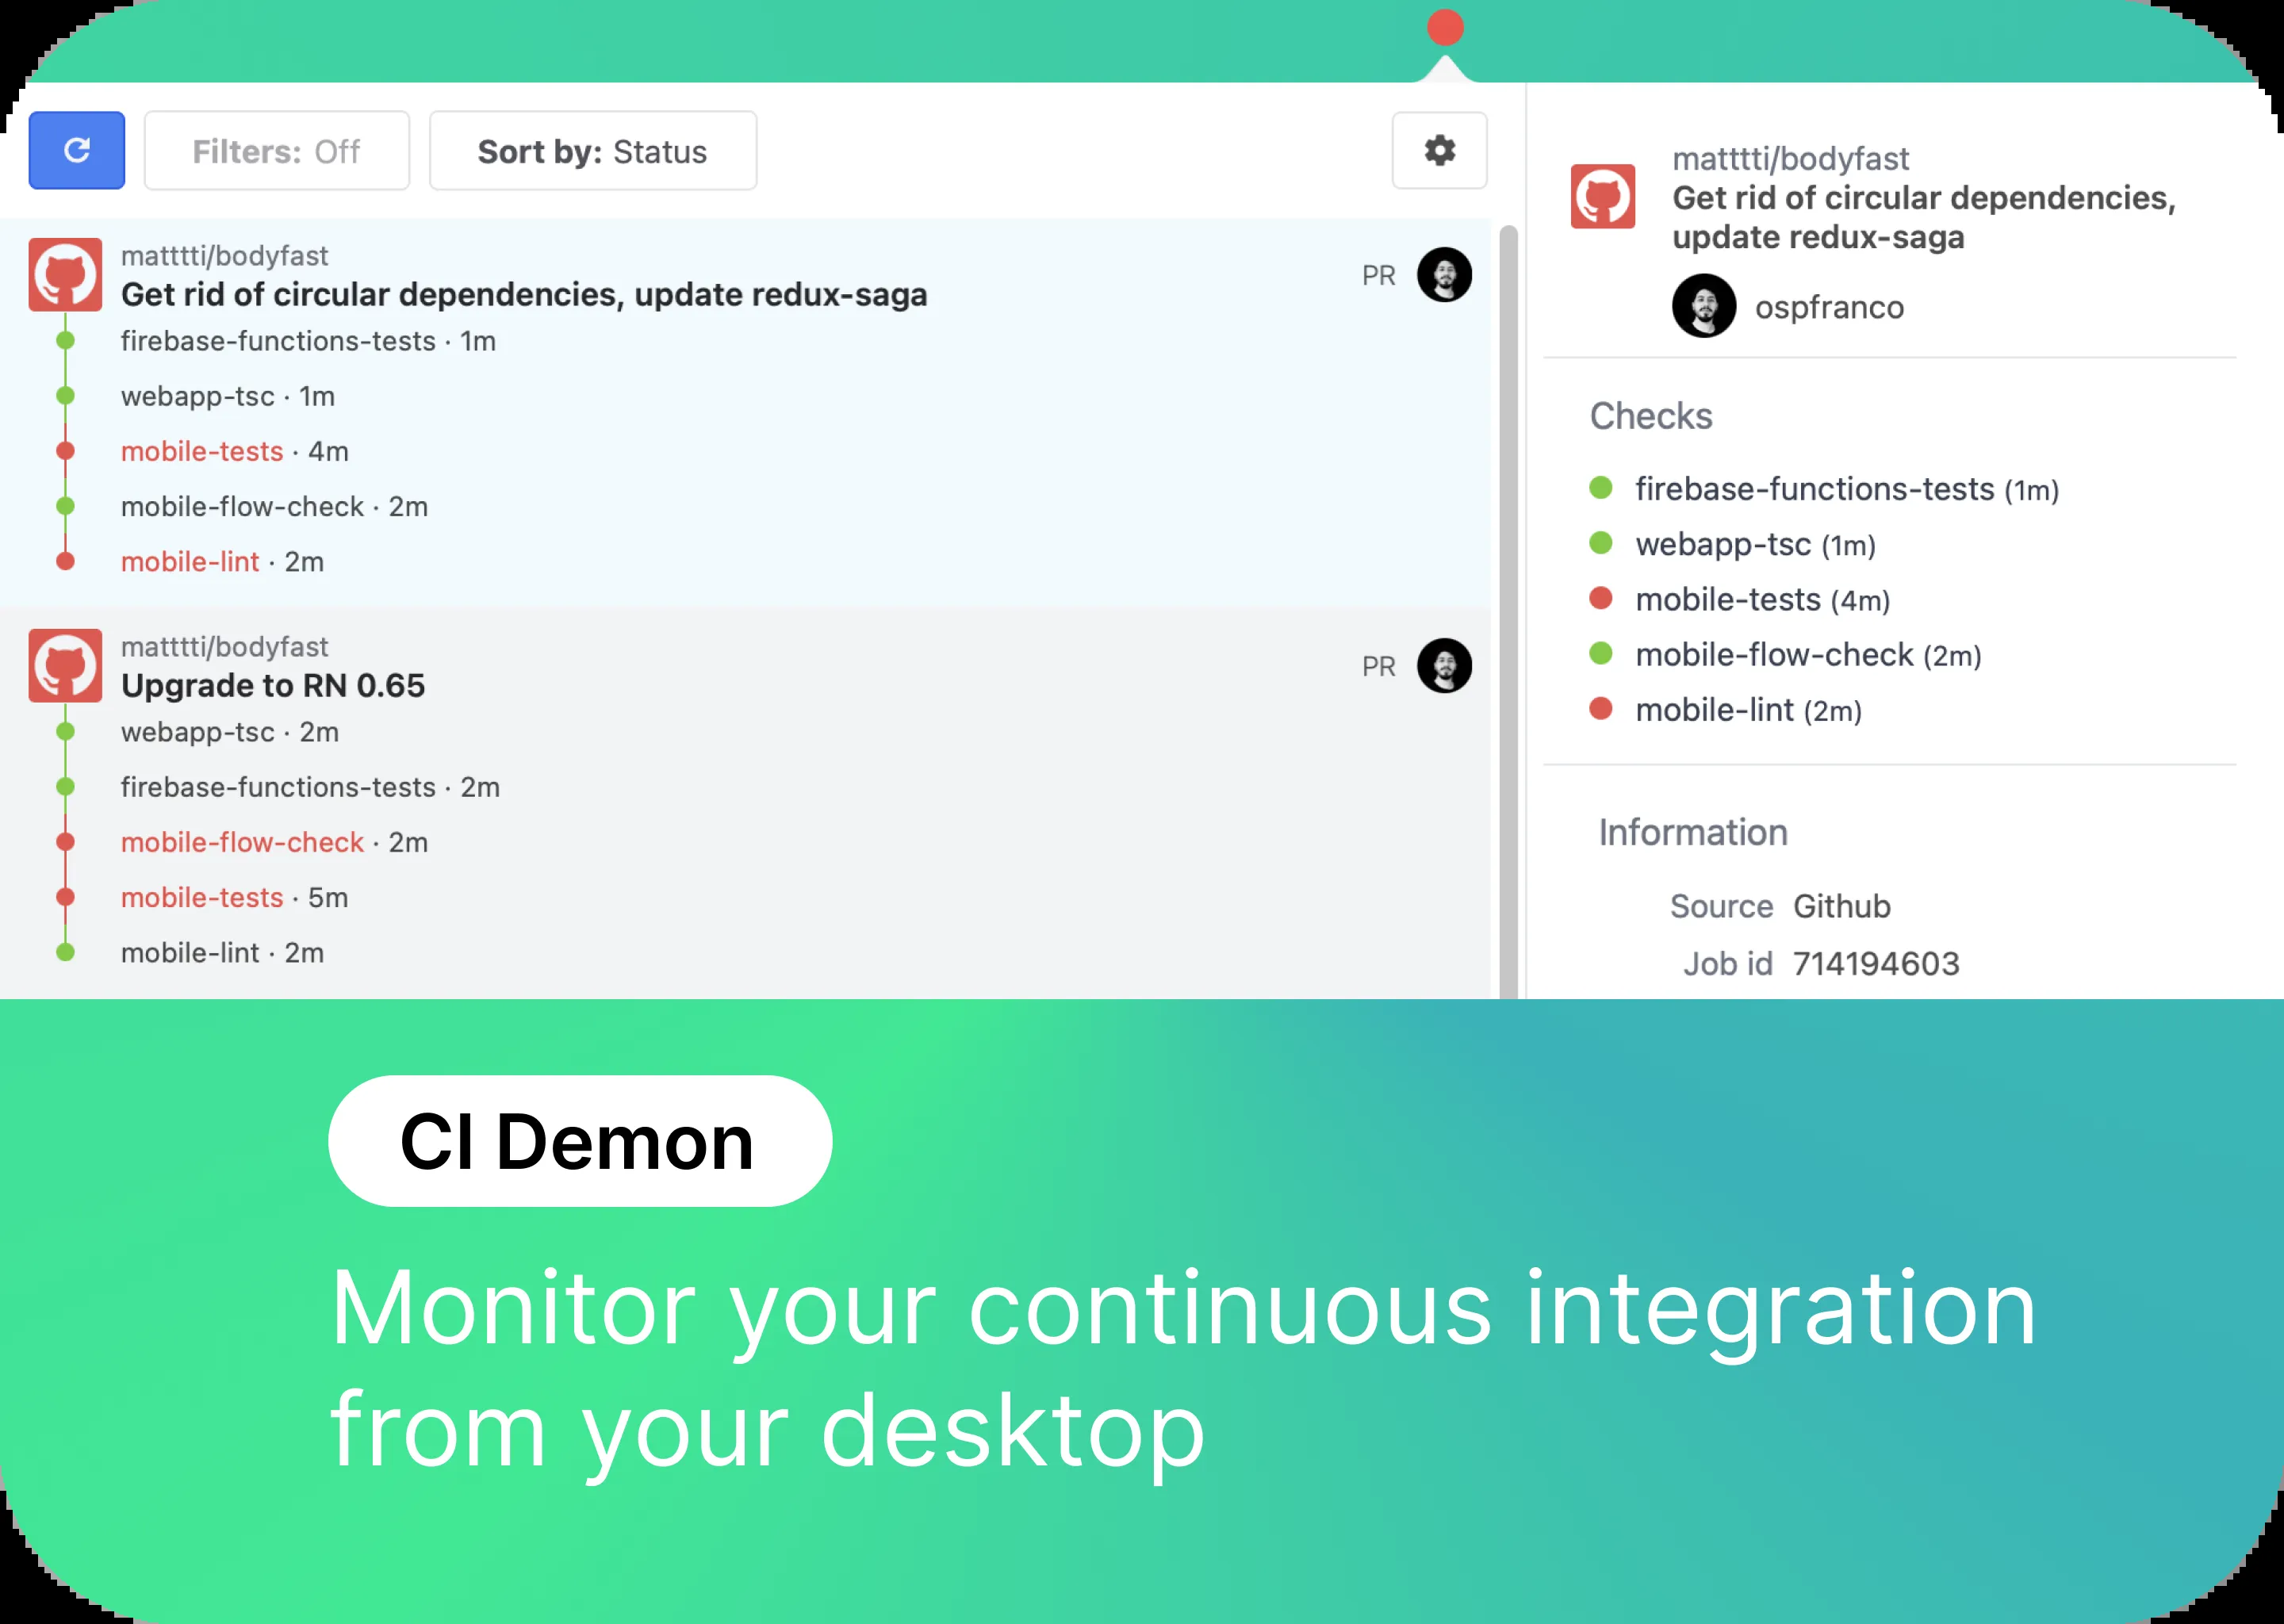 Filters: Off
Sort by: Status
matttti/bodyfast
Get rid of circular dependencies, update redux-saga
PR
firebase-functions-tests · 1m
webapp-tsc · 1m
mobile-tests · 4m
mobile-flow-check · 2m
mobile-lint · 2m
matttti/bodyfast
Upgrade to RN 0.65
PR
webapp-tsc · 2m
firebase-functions-tests · 2m
mobile-flow-check · 2m
mobile-tests · 5m
mobile-lint · 2m
matttti/bodyfast
Get rid of circular dependencies,
update redux-saga
ospfranco
Checks
firebase-functions-tests (1m)
webapp-tsc (1m)
mobile-tests (4m)
mobile-flow-check (2m)
mobile-lint (2m)
Information
Source Github
Job id 714194603
CI Demon
Monitor your continuous integration
from your desktop